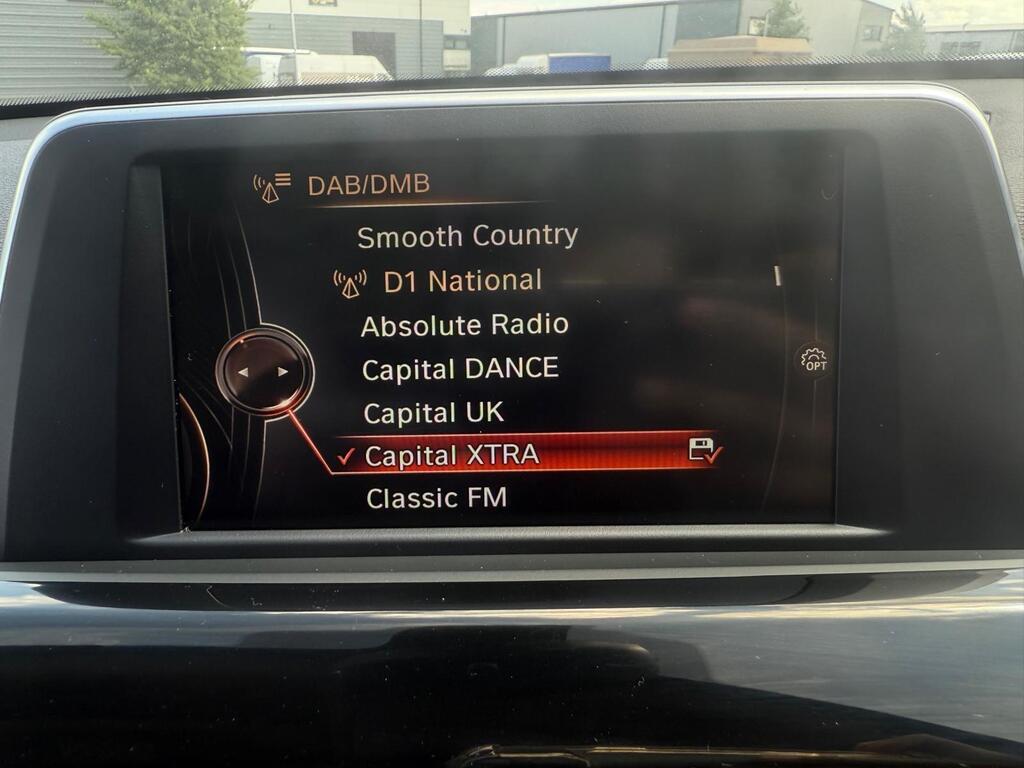 DAB/DMB
Smooth Country
D1 National
Absolute Radio
Capital DANCE
OPT
Capital UK
Capital XTRA
Classic FM